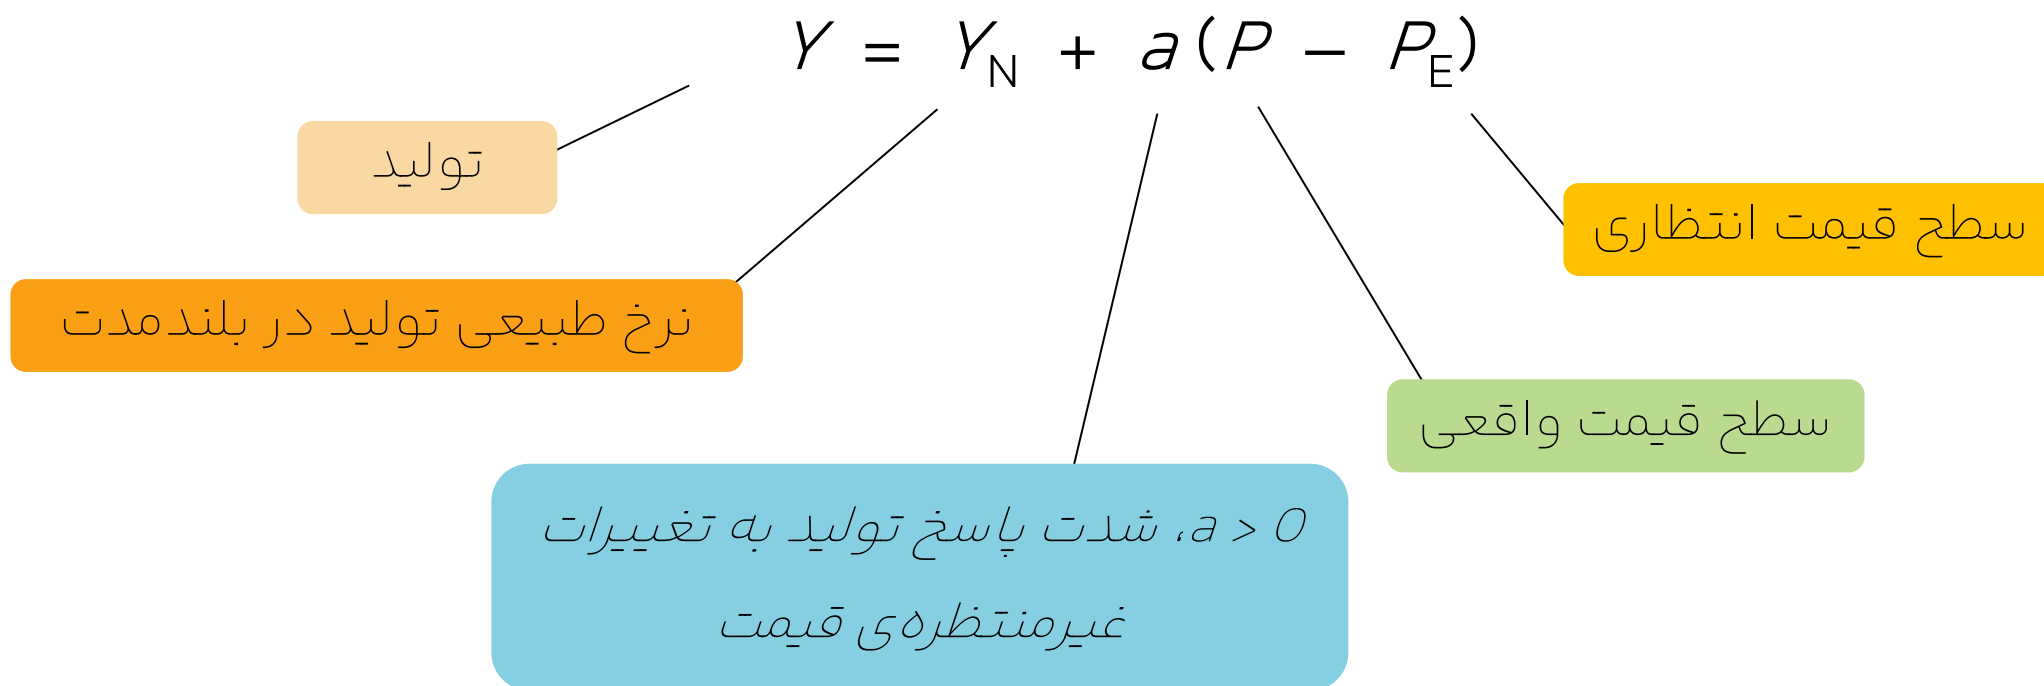 Y = Y_N + a(P − P_E)
تولید
سطح قیمت انتظاری
نرخ طبیعی تولید در بلندمدت
سطح قیمت واقعی
a > 0، شدت پاسخ تولید به تغییرات
غیرمنتظره‌ی قیمت